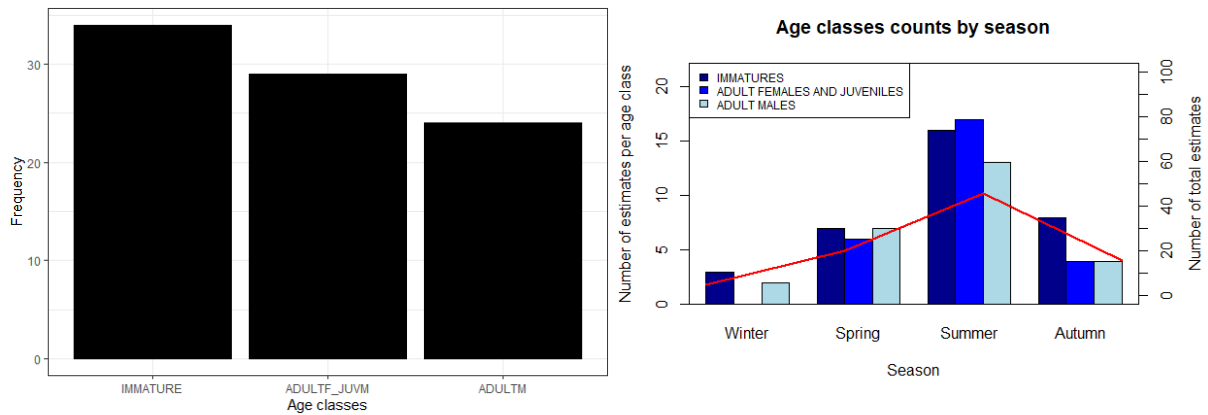 Frequency
30
20
10
0
IMMATURE ADULTF_JUVM ADULTM
Age classes
Age classes counts by season
Number of estimates per age class
20
15
10
5
0
IMMATURES
ADULT FEMALES AND JUVENILES
ADULT MALES
100
80
60
40
20
0
Number of total estimates
Winter Spring Summer Autumn
Season